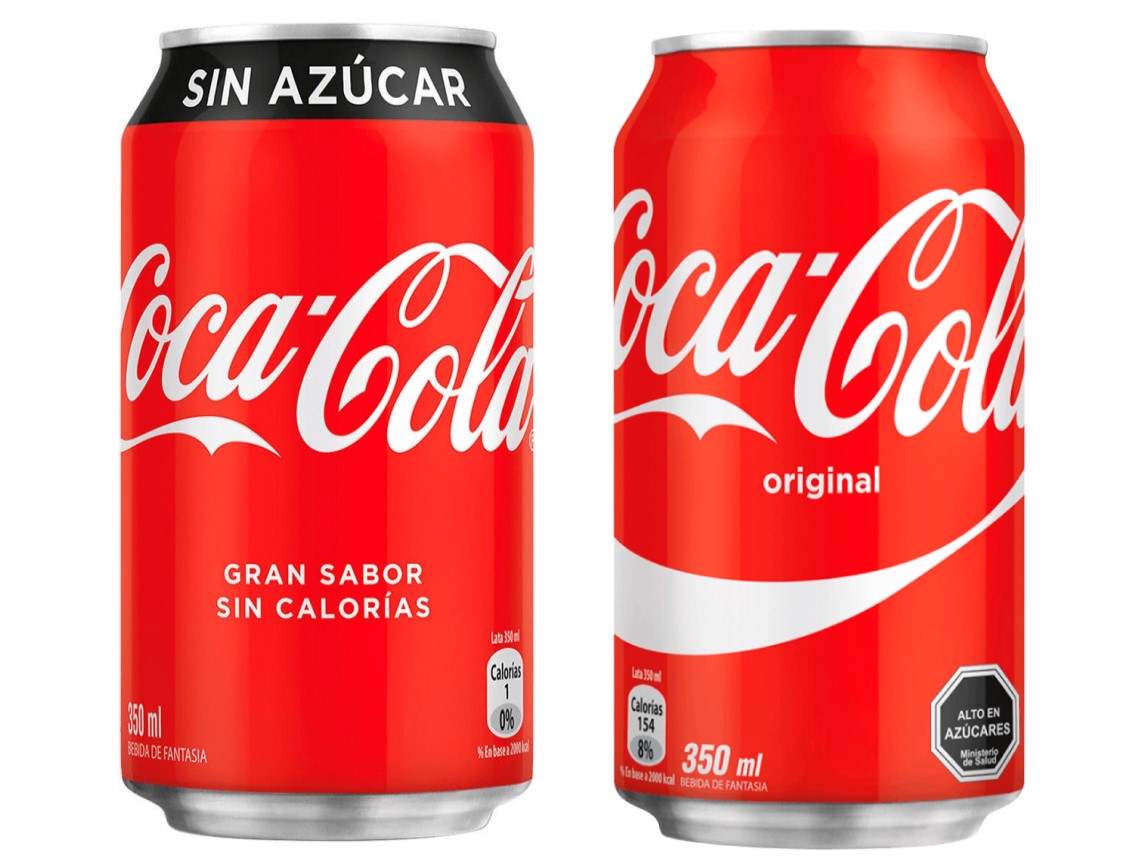 SIN AZÚCAR
Coca-Cola
GRAN SABOR
SIN CALORÍAS
Lata 350 ml
Calorías
1
0%
% En base a 2000 kcal
350 ml
BEBIDA DE FANTASIA
Coca-Cola
original
Lata 350 ml
Calorías
154
8%
% En base a 2000 kcal
350 ml
BEBIDA DE FANTASIA
ALTO EN
AZÚCARES
Ministerio
de Salud